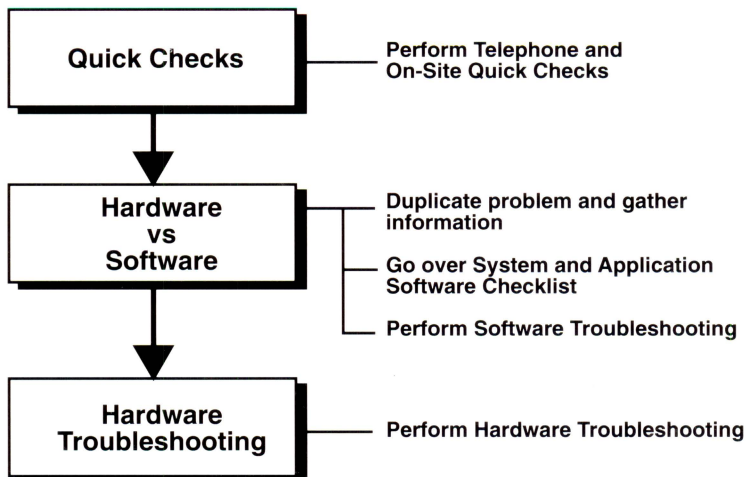 Quick Checks
Perform Telephone and
On-Site Quick Checks
Hardware
vs
Software
Duplicate problem and gather
information
Go over System and Application
Software Checklist
Perform Software Troubleshooting
Hardware
Troubleshooting
Perform Hardware Troubleshooting